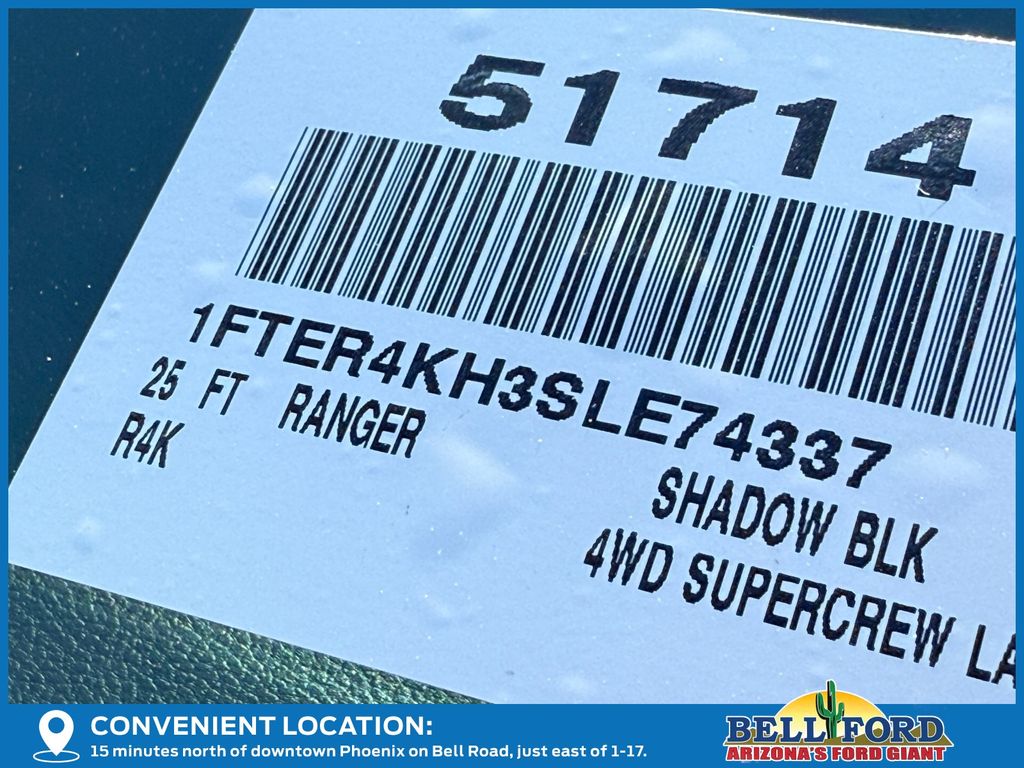 51714
1FTER4KH3SLE74337
25 FT RANGER
SHADOW BLK
R4K
4WD SUPERCREW LA
CONVENIENT LOCATION:
15 minutes north of downtown Phoenix on Bell Road, just east of 1-17.
BELL FORD
ARIZONA'S FORD GIANT